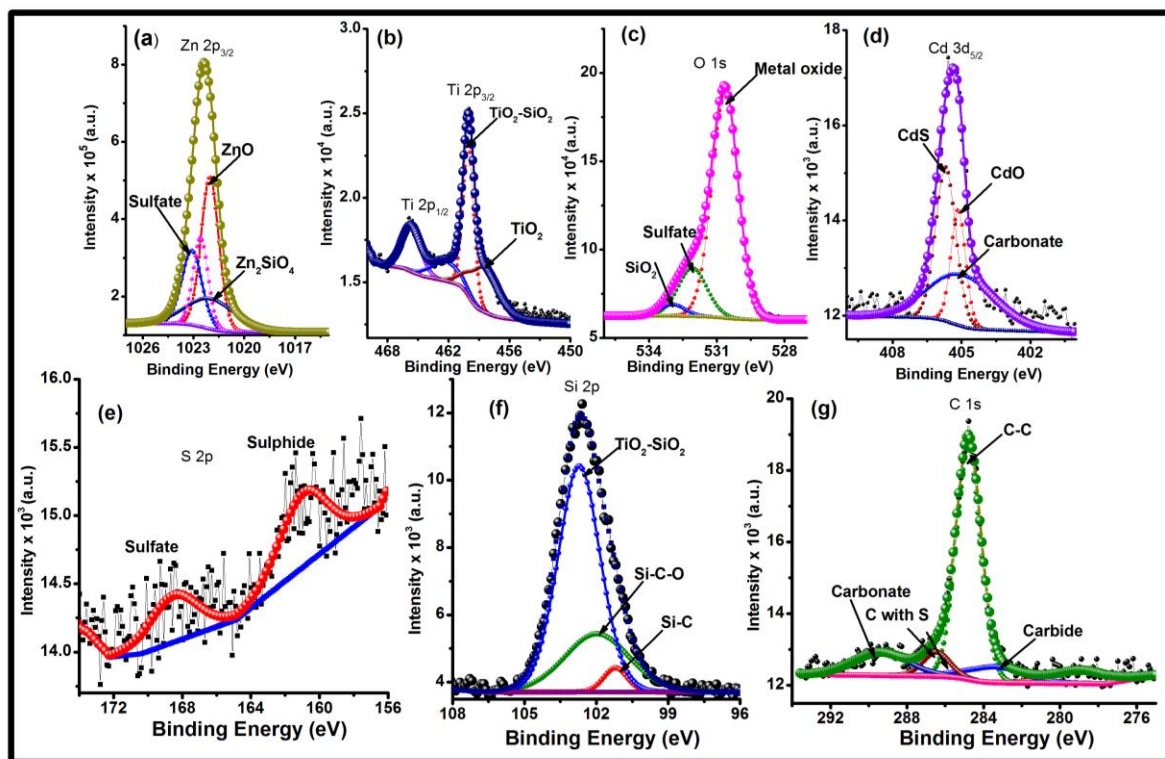 (a)
Zn 2p3/2
ZnO
Sulfate
Zn2SiO4
Intensity x 10^5 (a.u.)
8
6
4
2
1026 1023 1020 1017
Binding Energy (eV)
(b)
Ti 2p3/2
TiO2-SiO2
Ti 2p1/2
TiO2
Intensity x 10^4 (a.u.)
3.0
2.5
2.0
1.5
1.2
468 462 456 450
Binding Energy (eV)
(c)
O 1s
Metal oxide
Sulfate
SiO2
Intensity x 10^4 (a.u.)
20
15
10
5
534 531 528
Binding Energy (eV)
(d)
Cd 3d5/2
CdS
CdO
Carbonate
Intensity x 10^3 (a.u.)
18
16
14
12
408 405 402
Binding Energy (eV)
(e)
S 2p
Sulphide
Sulfate
Intensity x 10^3 (a.u.)
16.0
15.5
15.0
14.5
14.0
172 168 164 160 156
Binding Energy (eV)
(f)
Si 2p
TiO2-SiO2
Si-C-O
Si-C
Intensity x 10^3 (a.u.)
12
10
8
6
4
108 105 102 99 96
Binding Energy (eV)
(g)
C 1s
C-C
Carbonate
C with S
Carbide
Intensity x 10^3 (a.u.)
20
18
16
14
12
292 288 284 280 275
Binding Energy (eV)